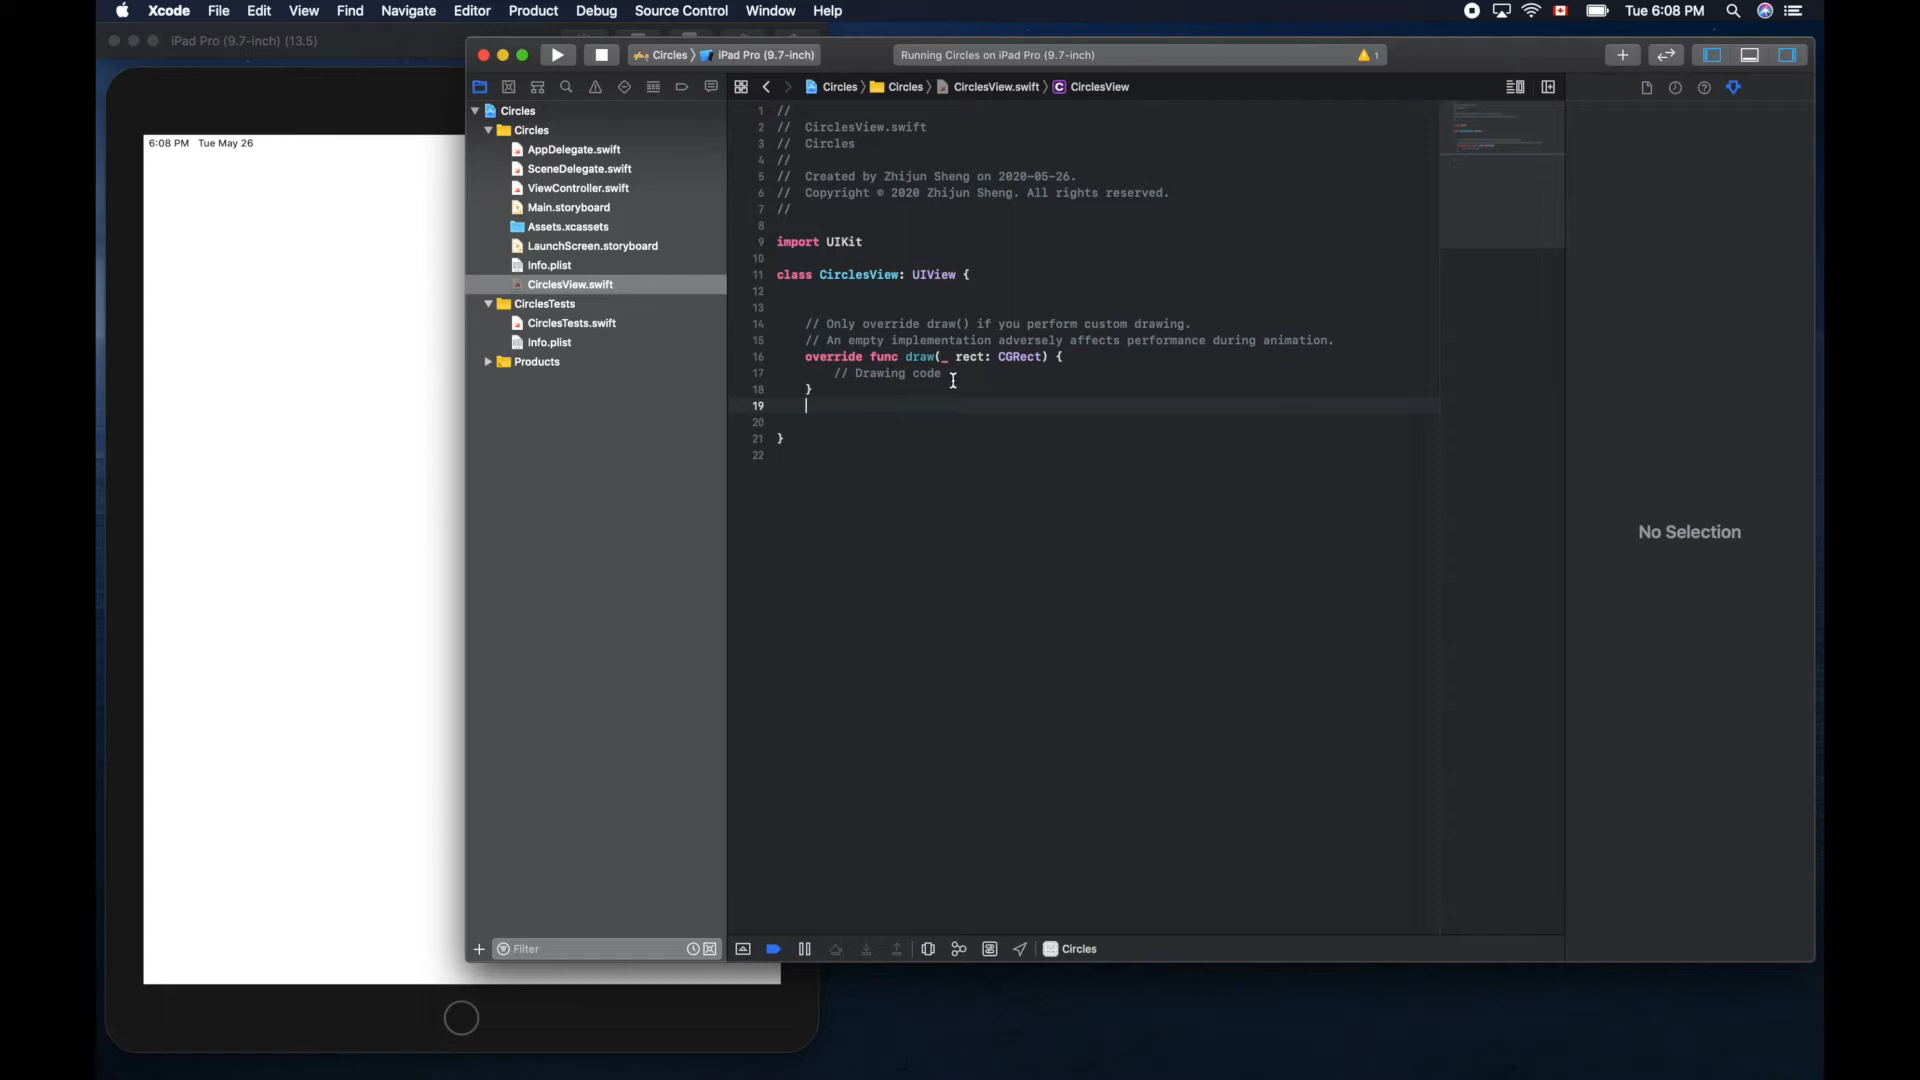 Xcode File Edit View Find Navigate Editor Product Debug Source Control Window Help
Tue 6:08 PM
iPad Pro (9.7-inch) (13.5)
6:08 PM Tue May 26
Circles 〉 iPad Pro (9.7-inch)
Running Circles on iPad Pro (9.7-inch)
1
Circles 〉 Circles 〉 CirclesView.swift 〉 C CirclesView
Circles
Circles
AppDelegate.swift
SceneDelegate.swift
ViewController.swift
Main.storyboard
Assets.xcassets
LaunchScreen.storyboard
Info.plist
CirclesView.swift
CirclesTests
CirclesTests.swift
Info.plist
Products
1 //
2 // CirclesView.swift
3 // Circles
4 //
5 // Created by Zhijun Sheng on 2020-05-26.
6 // Copyright © 2020 Zhijun Sheng. All rights reserved.
7 //
8
9 import UIKit
10
11 class CirclesView: UIView {
12
13
14 // Only override draw() if you perform custom drawing.
15 // An empty implementation adversely affects performance during animation.
16 override func draw(_ rect: CGRect) {
17 // Drawing code
18 }
19
20
21 }
22
No Selection
Filter
Circles